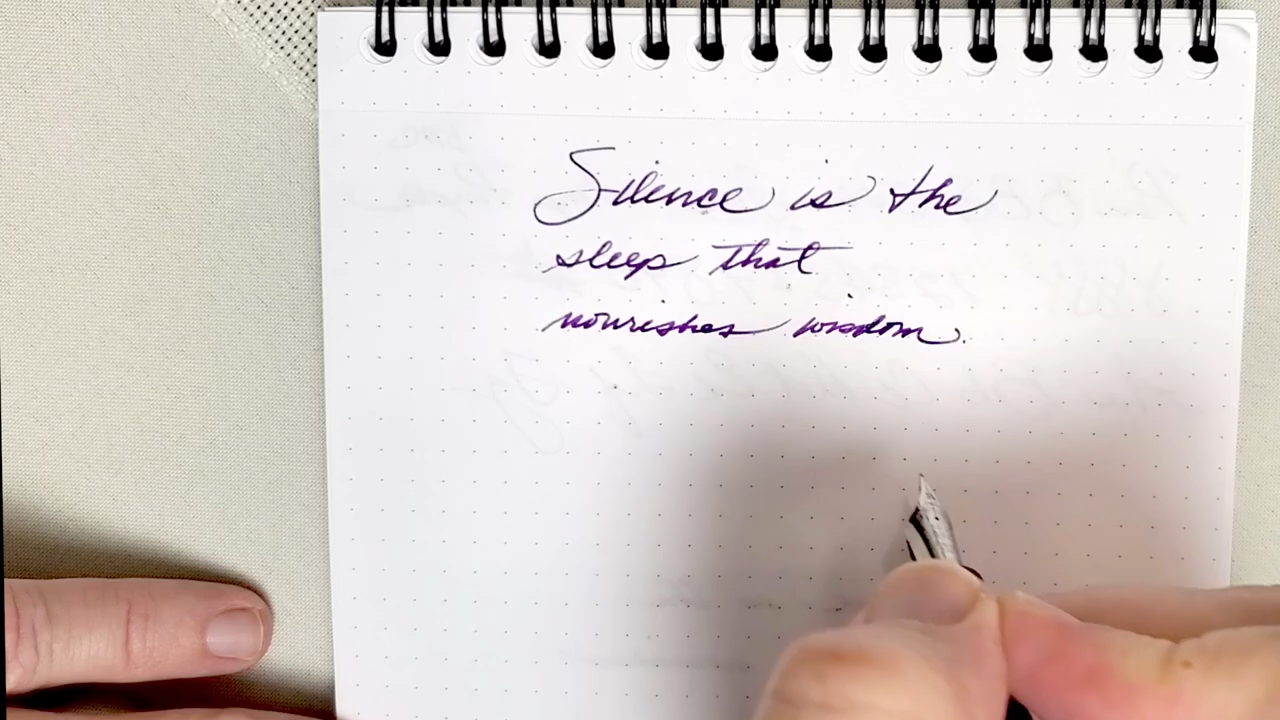 Silence is the
sleep that
nourishes wisdom.